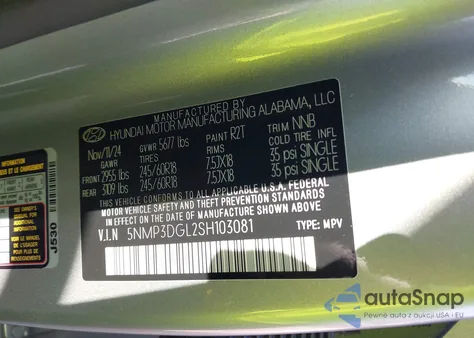 MANUFACTURED BY
HYUNDAI MOTOR MANUFACTURING ALABAMA, LLC
Nov/11/24 GVWR 5677 lbs PAINT R2T TRIM NNB
GAWR TIRES RIMS COLD TIRE INFL
FRONT 2955 lbs 245/60R18 7.5JX18 35 psi SINGLE
REAR 3109 lbs 245/60R18 7.5JX18 35 psi SINGLE
THIS VEHICLE CONFORMS TO ALL APPLICABLE U.S.A. FEDERAL
MOTOR VEHICLE SAFETY AND THEFT PREVENTION STANDARDS
IN EFFECT ON THE DATE OF MANUFACTURE SHOWN ABOVE.
V.I.N 5NMP3DGL2SH103081 TYPE: MPV
J530
autoSnap
Pewne auto z aukcji USA i EU